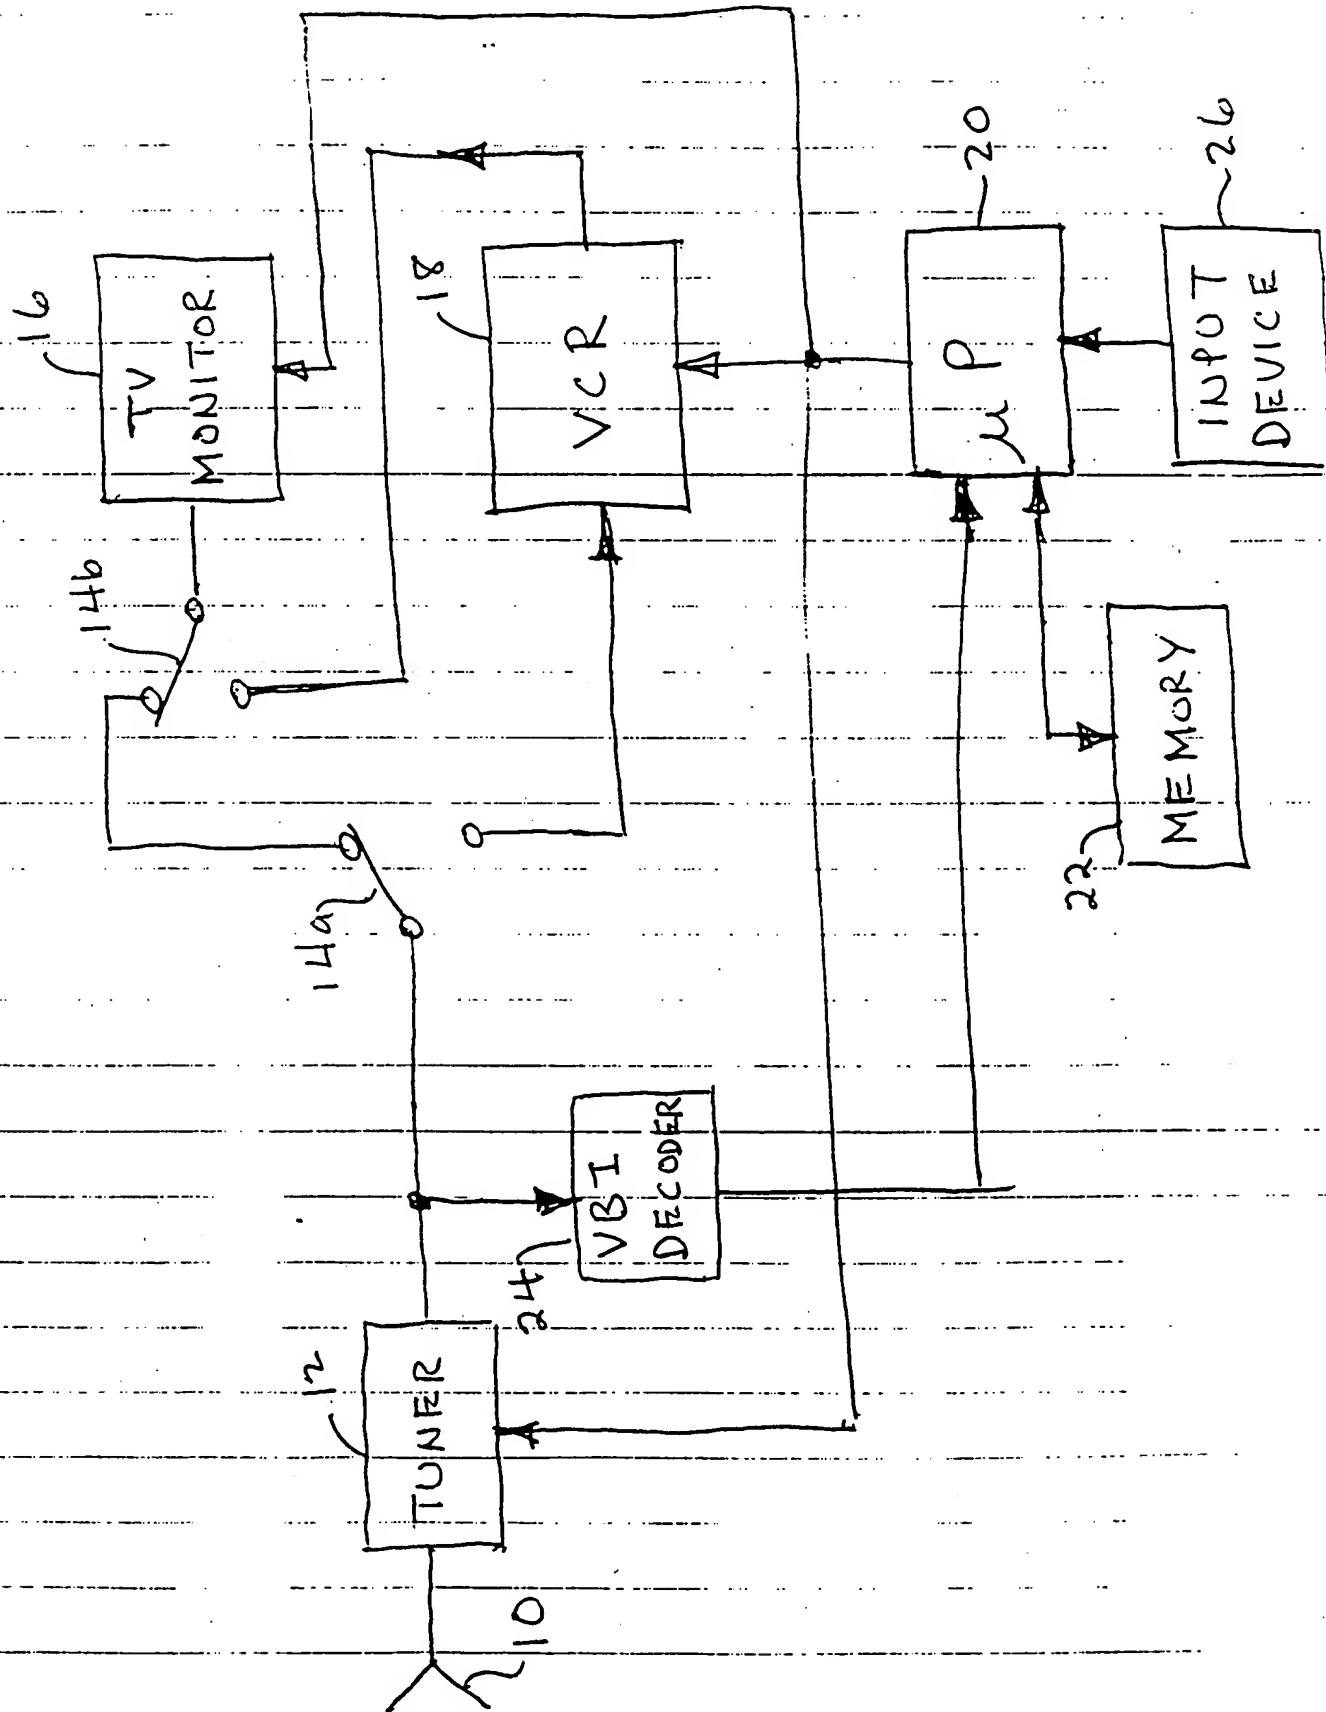 16
TV
MONITOR
14b
18
VCR
14a
20
μP
26
INPUT
DEVICE
22
MEMORY
12
TUNER
24
VBI
DECODER
10